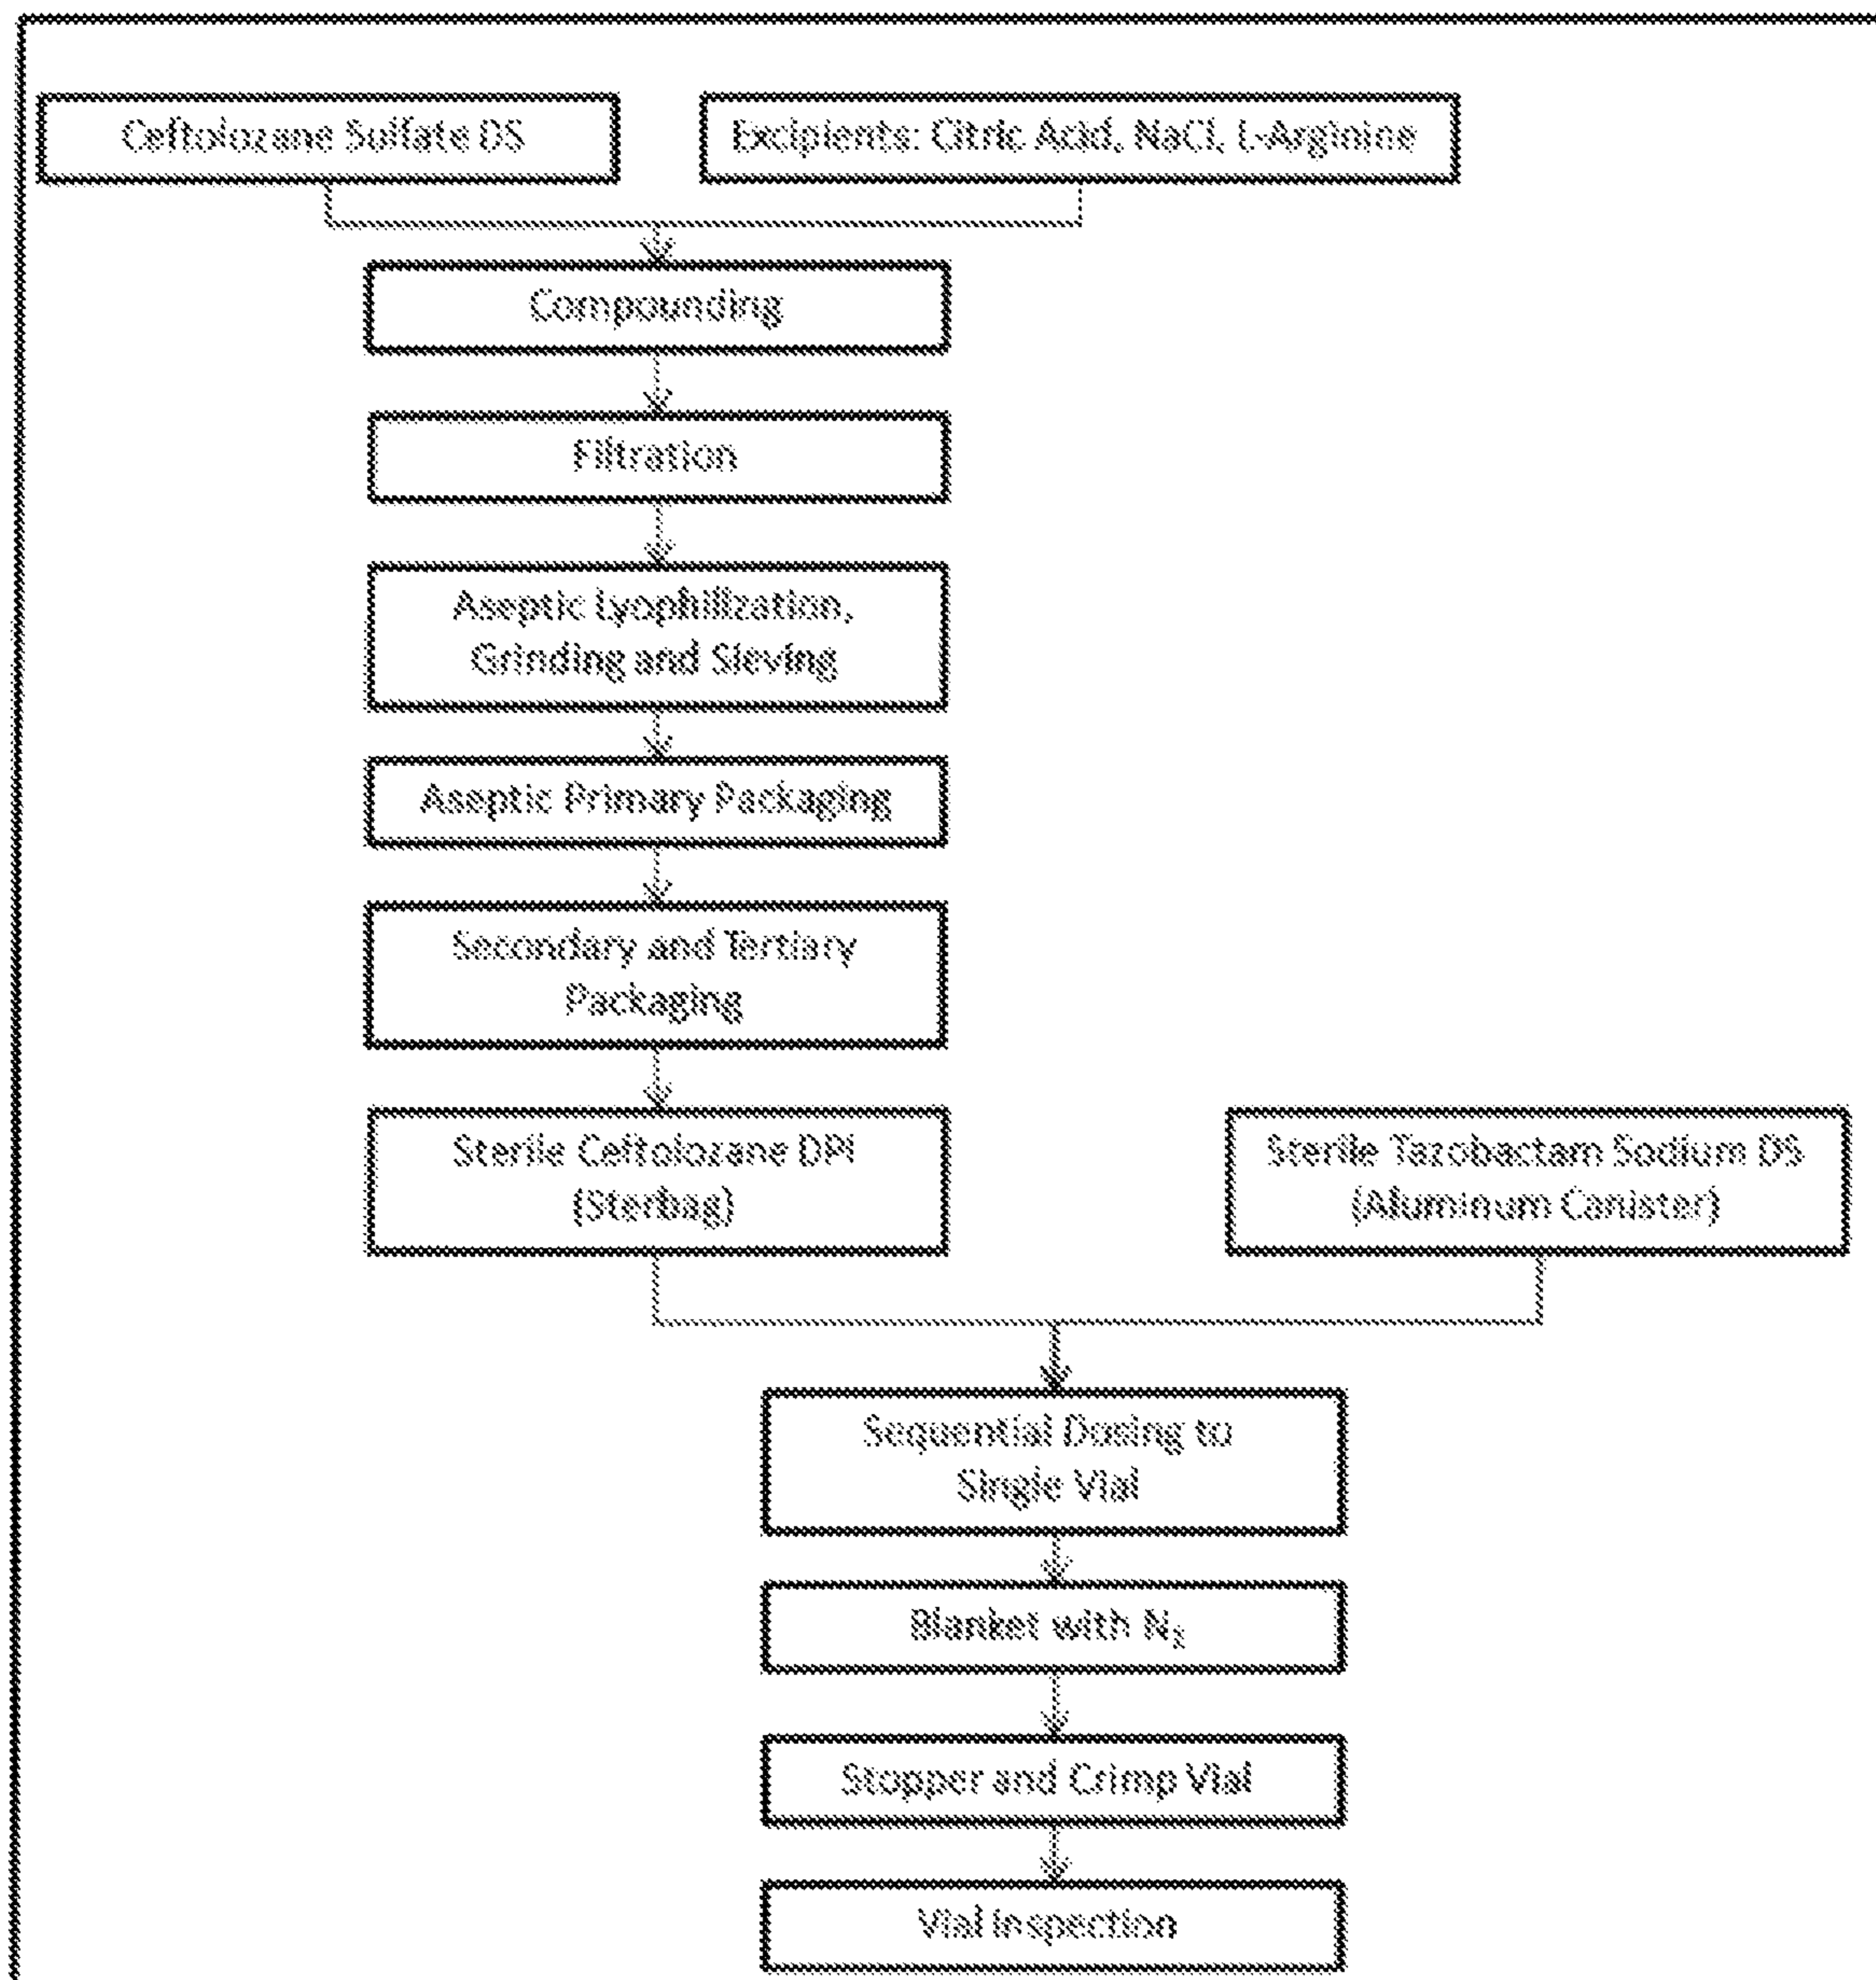 Ceftolozane Sulfate DS
Excipients: Citric Acid, NaCl, L-Arginine
Compounding
Filtration
Aseptic Lyophilization,
Grinding and Sieving
Aseptic Primary Packaging
Secondary and Tertiary
Packaging
Sterile Ceftolozane DPI
(Sterbag)
Sterile Tazobactam Sodium DS
(Aluminum Canister)
Sequential Dosing to
Single Vial
Blanket with N₂
Stopper and Crimp Vial
Vial Inspection